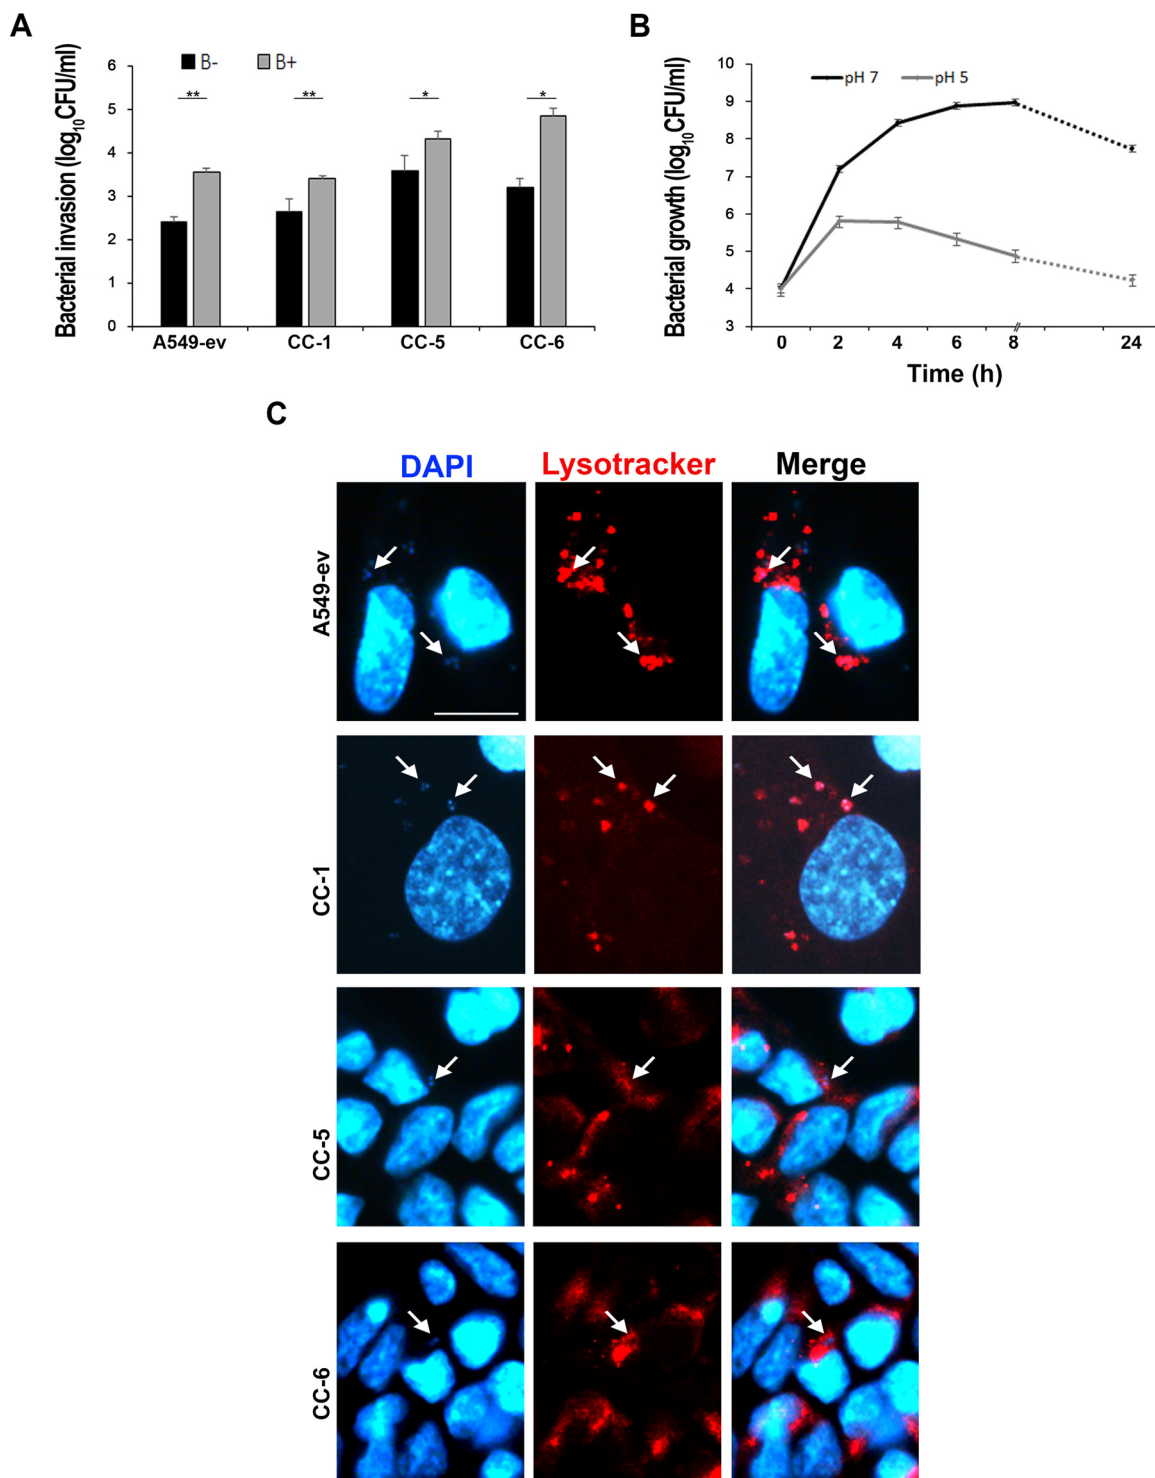 A
Bacterial invasion (log10CFU/ml)
6
5
4
3
2
1
0
B- B+
** ** * *
A549-ev CC-1 CC-5 CC-6
B
Bacterial growth (log10CFU/ml)
10
9
8
7
6
5
4
3
pH 7 pH 5
0 2 4 6 8 24
Time (h)
C
DAPI Lysotracker Merge
A549-ev
CC-1
CC-5
CC-6